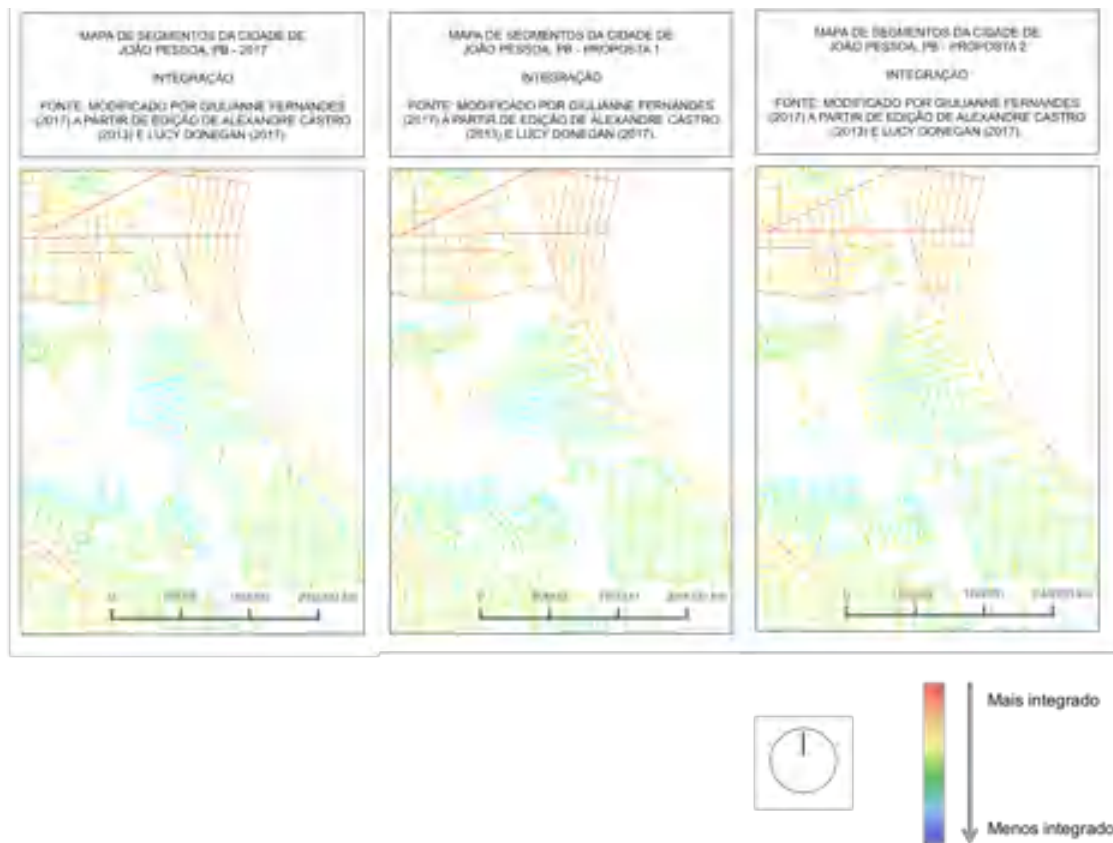 MAPA DE SEGMENTOS DA CIDADE DE
JOÃO PESSOA, PB - 2017
INTEGRAÇÃO
FONTE: MODIFICADO POR GIULIANNE FERNANDES
(2017) A PARTIR DE EDIÇÃO DE ALEXANDRE CASTRO
(2013) E LUCY DONEGAN (2017).
MAPA DE SEGMENTOS DA CIDADE DE
JOÃO PESSOA, PB - PROPOSTA 1
INTEGRAÇÃO
FONTE: MODIFICADO POR GIULIANNE FERNANDES
(2017) A PARTIR DE EDIÇÃO DE ALEXANDRE CASTRO
(2013) E LUCY DONEGAN (2017).
MAPA DE SEGMENTOS DA CIDADE DE
JOÃO PESSOA, PB - PROPOSTA 2
INTEGRAÇÃO
FONTE: MODIFICADO POR GIULIANNE FERNANDES
(2017) A PARTIR DE EDIÇÃO DE ALEXANDRE CASTRO
(2013) E LUCY DONEGAN (2017).
0
0
0
Mais integrado
Menos integrado